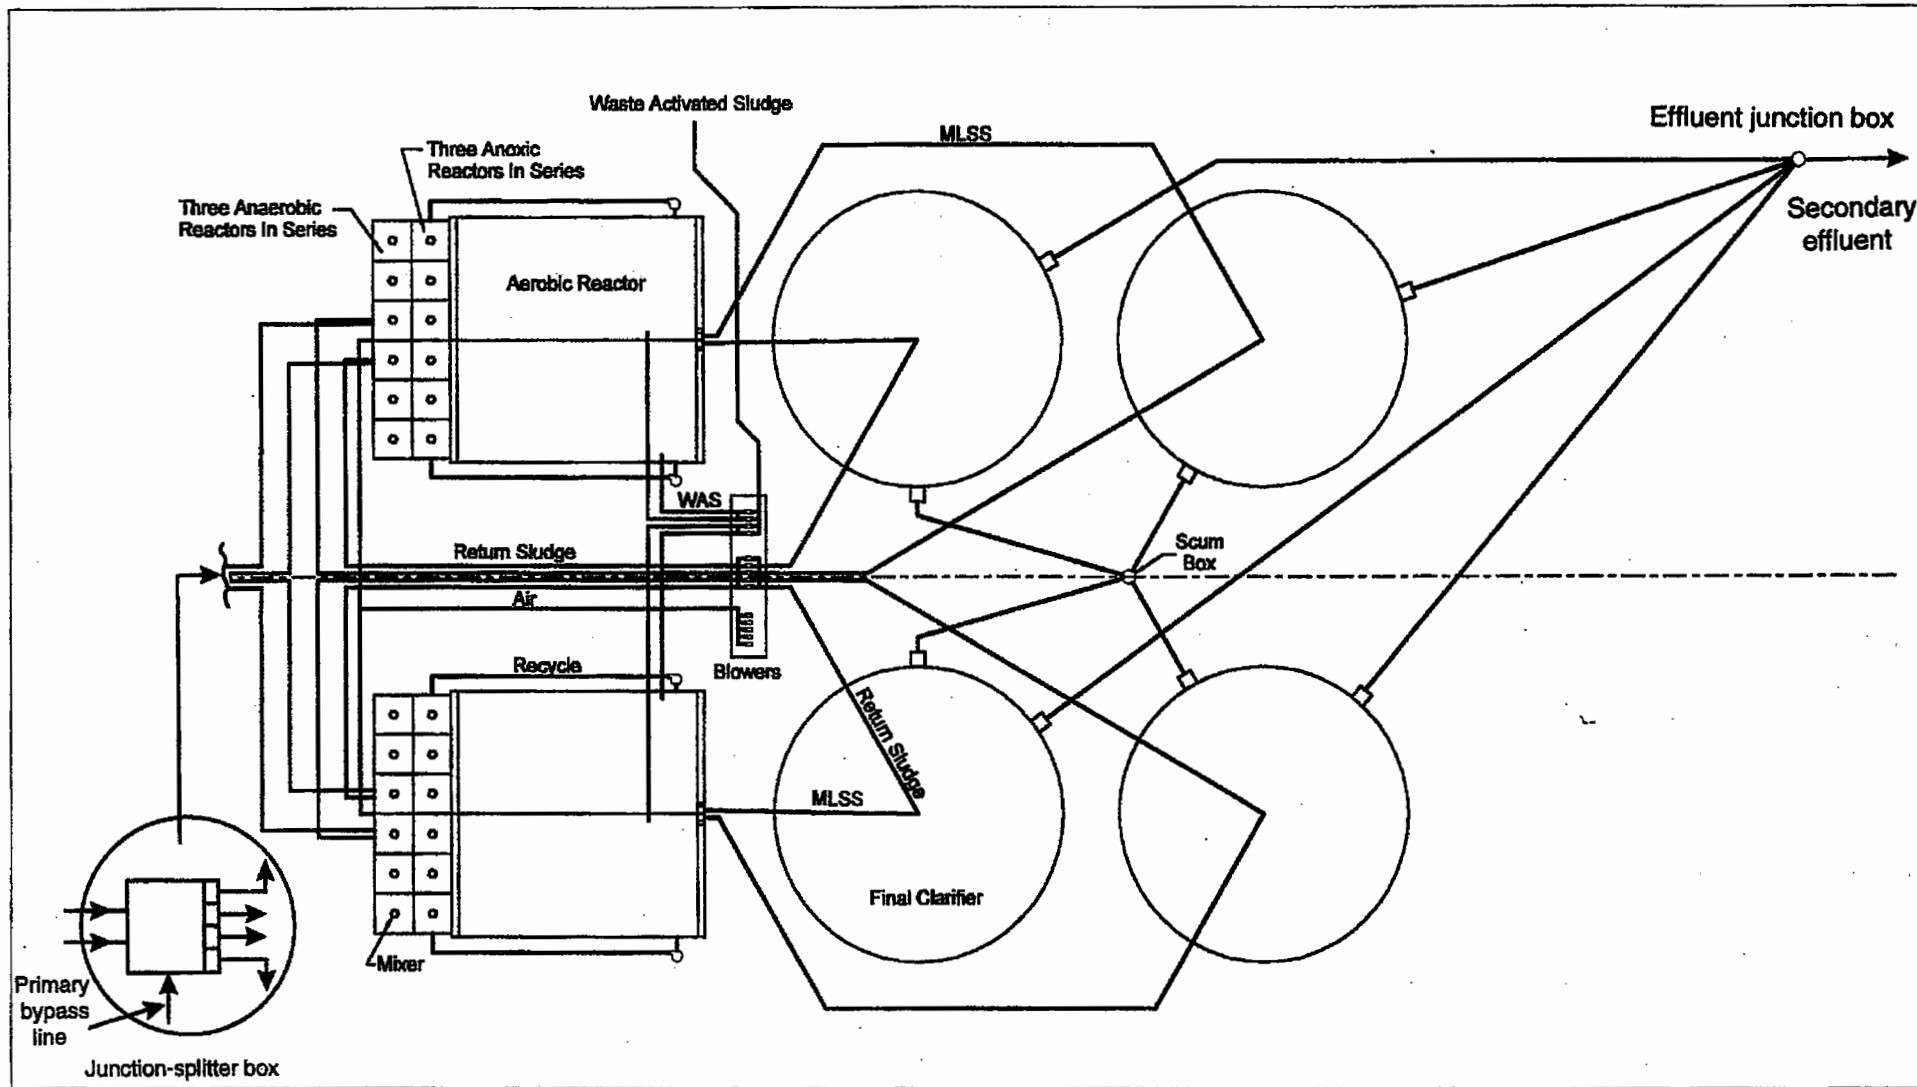 Waste Activated Sludge
MLSS
Effluent junction box
Three Anoxic
Reactors In Series
Three Anaerobic
Reactors In Series
Secondary
effluent
Aerobic Reactor
WAS
Return Sludge
Scum
Box
Air
Recycle
Blowers
Return Sludge
MLSS
Final Clarifier
Mixer
Primary
bypass
line
Junction-splitter box